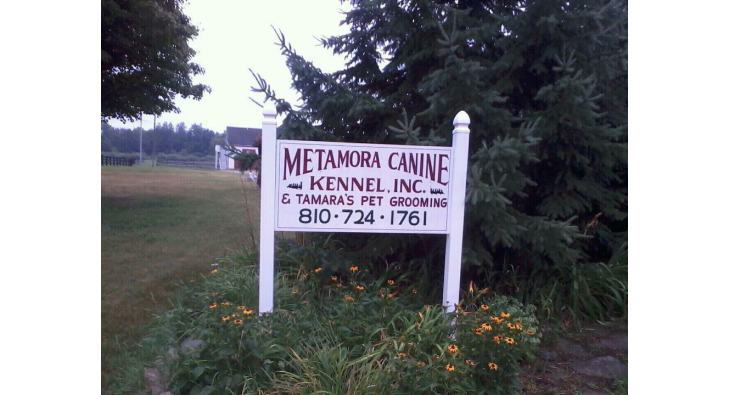 METAMORA CANINE
KENNEL, INC.
& TAMARA'S PET GROOMING
810·724·1761